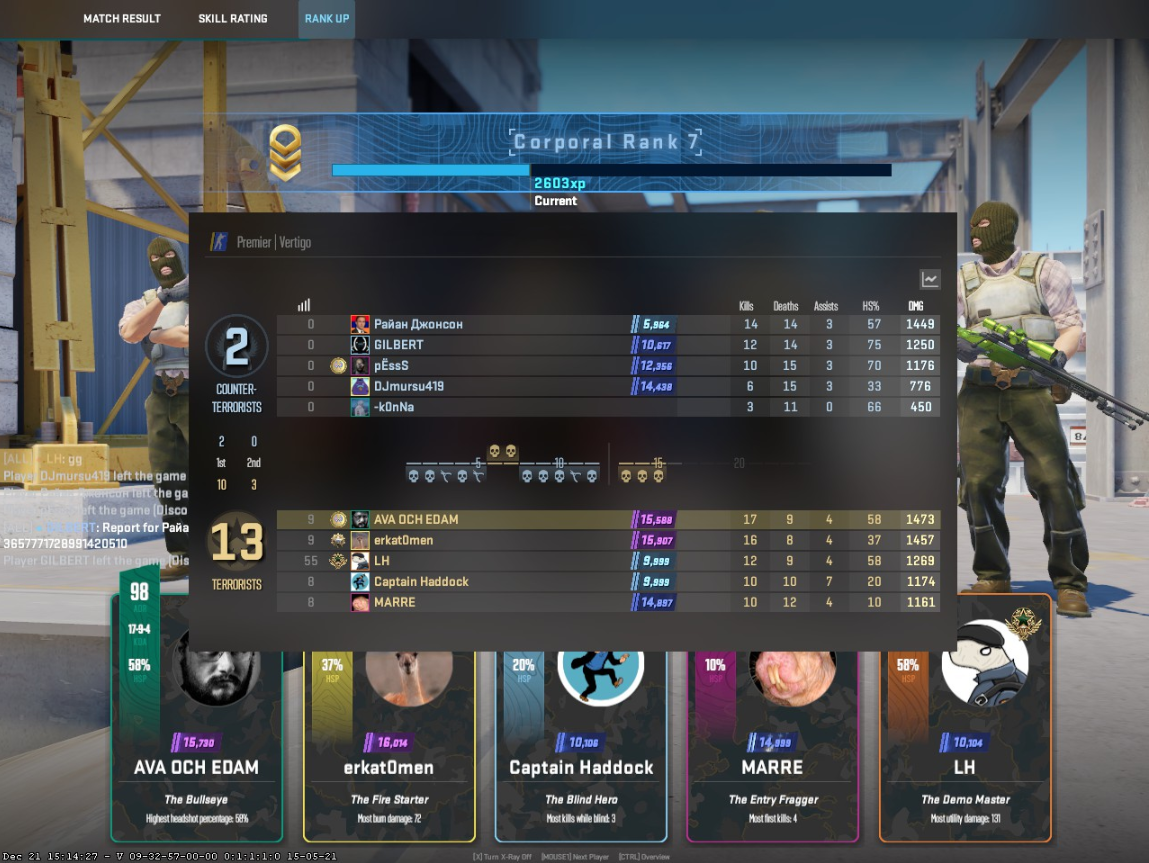 MATCH RESULT SKILL RATING RANK UP
Corporal Rank 7
2603xp
Current
Premier | Vertigo
Kills Deaths Assists HS% DMG
2
COUNTER-
TERRORISTS
0 Райан Джонсон 5,964 14 14 3 57 1449
0 GILBERT 10,617 12 14 3 75 1250
0 pËssS 12,356 10 15 3 70 1176
0 DJmursu419 14,438 6 15 3 33 776
0 -k0nNa 3 11 0 66 450
2 0
1st 2nd
10 3
5 10 15 20
13
TERRORISTS
9 AVA OCH EDAM 15,588 17 9 4 58 1473
9 erkat0men 15,907 16 8 4 37 1457
55 LH 9,999 12 9 4 58 1269
8 Captain Haddock 9,999 10 10 7 20 1174
8 MARRE 14,897 10 12 4 10 1161
[ALL] LH: gg
Player DJmursu419 left the game
left the ga
left the game (Disco
: Report for Райа
3657771728991420510
Player GILBERT left the game (Dis
98
ADR
17-9-4
KDA
58%
HSP
15,730
AVA OCH EDAM
The Bullseye
Highest headshot percentage: 58%
37%
HSP
16,014
erkat0men
The Fire Starter
Most burn damage: 72
20%
HSP
10,106
Captain Haddock
The Blind Hero
Most kills while blind: 3
10%
HSP
14,999
MARRE
The Entry Fragger
Most first kills: 4
58%
HSP
10,104
LH
The Demo Master
Most utility damage: 131
Dec 21 15:14:27 - V 09-32-57-00-00 0:1:1:1:0 15-05-21
[X] Turn X-Ray Off [MOUSE1] Next Player [CTRL] Overview